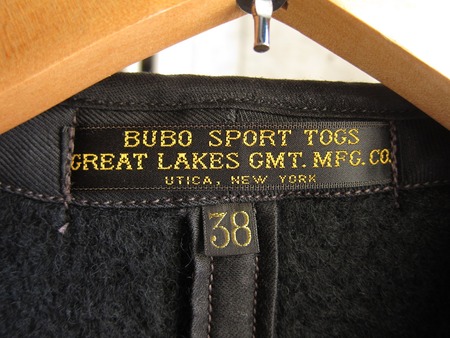 BUBO SPORT TOGS
GREAT LAKES GMT. MFG. CO.
UTICA, NEW YORK
38